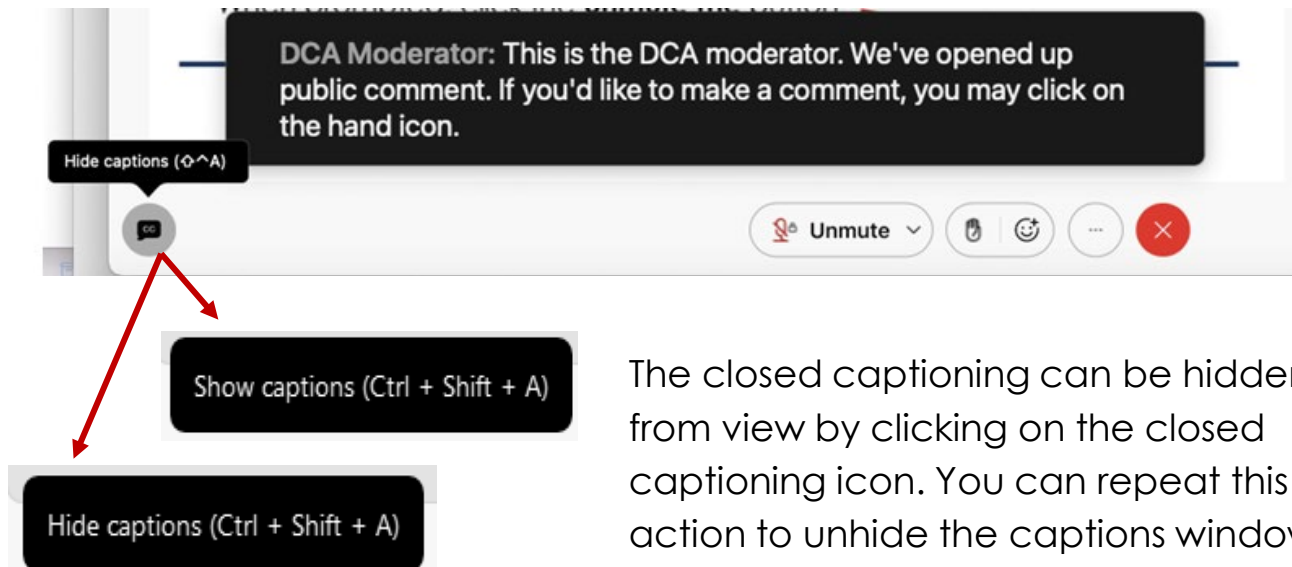 DCA Moderator: This is the DCA moderator. We've opened up
public comment. If you'd like to make a comment, you may click on
the hand icon.
Hide captions (⇧^A)
Unmute
Show captions (Ctrl + Shift + A)
Hide captions (Ctrl + Shift + A)
The closed captioning can be hidden
from view by clicking on the closed
captioning icon. You can repeat this
action to unhide the captions window